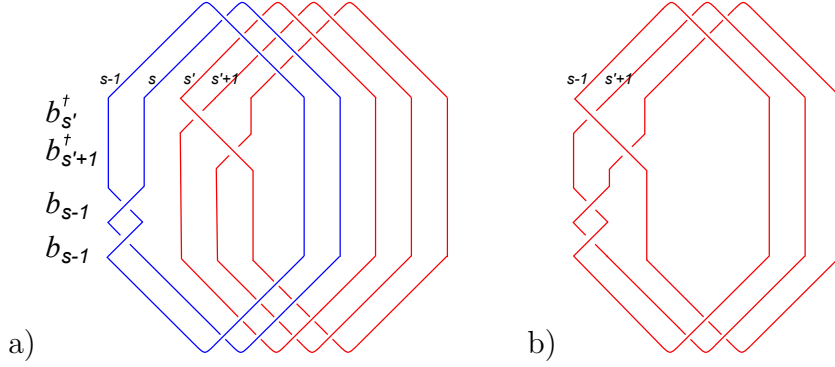 s-1 s s' s'+1 s-1 s'+1
b†s'
b†s'+1
bs-1
bs-1
a) b)